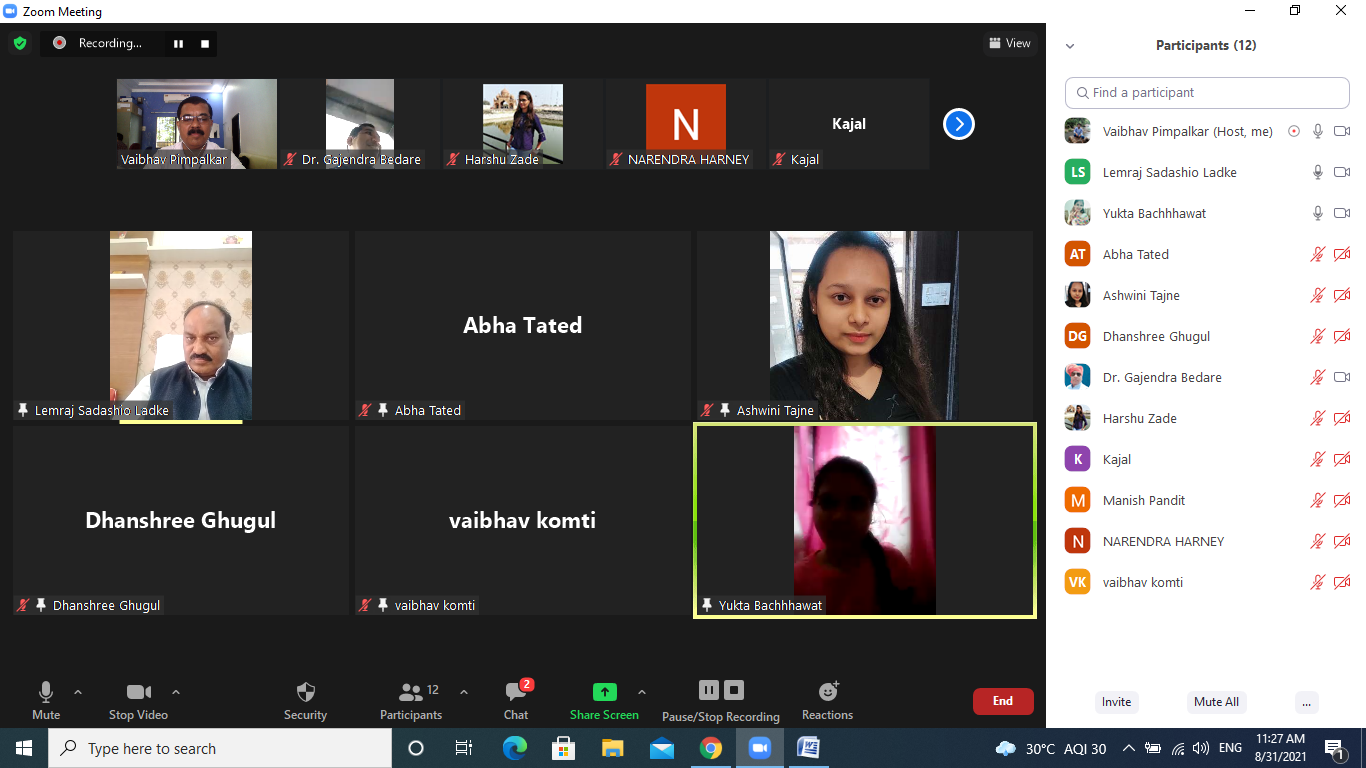 Zoom Meeting
Recording...
View
Participants (12)
Find a participant
Vaibhav Pimpalkar
Dr. Gajendra Bedare
Harshu Zade
N
NARENDRA HARNEY
Kajal
Kajal
Lemraj Sadashio Ladke
Abha Tated
Abha Tated
Ashwini Tajne
Dhanshree Ghugul
Dhanshree Ghugul
vaibhav komti
vaibhav komti
Yukta Bachhhawat
Vaibhav Pimpalkar (Host, me)
LS Lemraj Sadashio Ladke
Yukta Bachhhawat
AT Abha Tated
Ashwini Tajne
DG Dhanshree Ghugul
Dr. Gajendra Bedare
Harshu Zade
K Kajal
M Manish Pandit
N NARENDRA HARNEY
VK vaibhav komti
Mute
Stop Video
Security
12
Participants
2
Chat
Share Screen
Pause/Stop Recording
Reactions
End
Invite
Mute All
...
Type here to search
30°C AQI 30
ENG
11:27 AM
8/31/2021
1